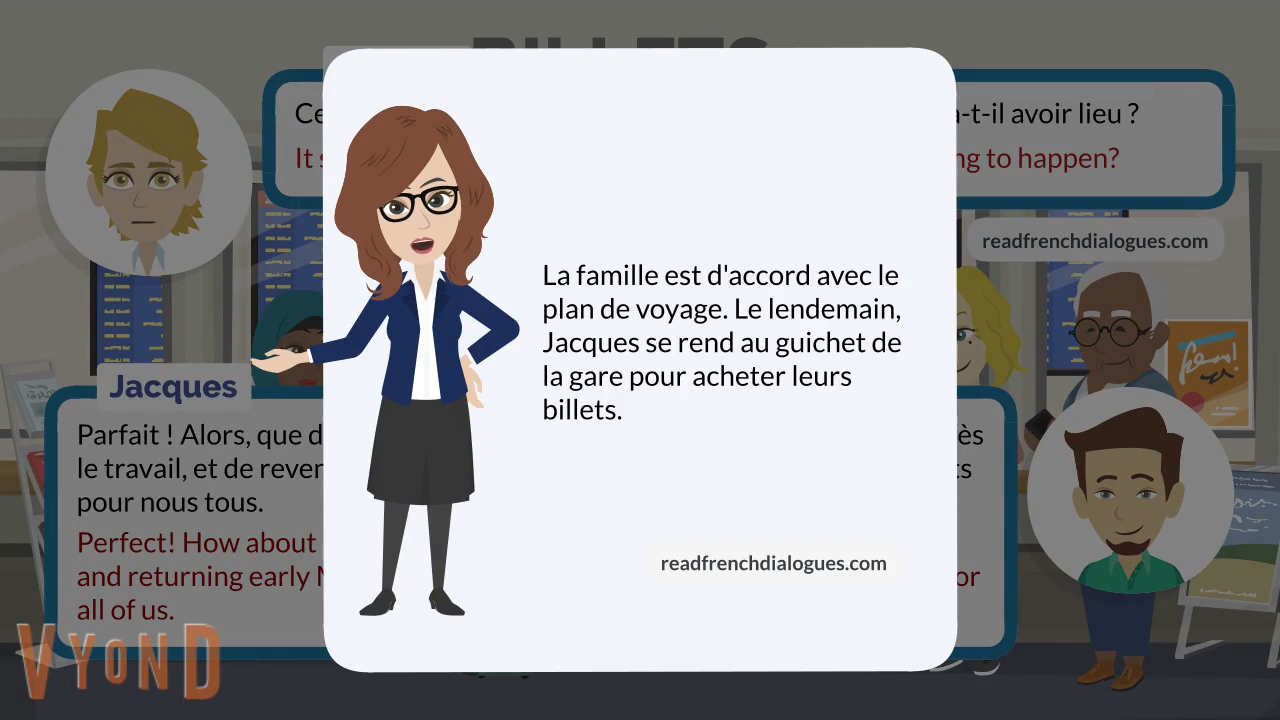 BILLETS
Ce
a-t-il avoir lieu ?
It s
ng to happen?
readfrenchdialogues.com
La famille est d'accord avec le
plan de voyage. Le lendemain,
Jacques se rend au guichet de
la gare pour acheter leurs
billets.
Jacques
Parfait ! Alors, que d
ès
le travail, et de rever
ts
pour nous tous.
Perfect! How about
and returning early
or
all of us.
readfrenchdialogues.com
VYOND